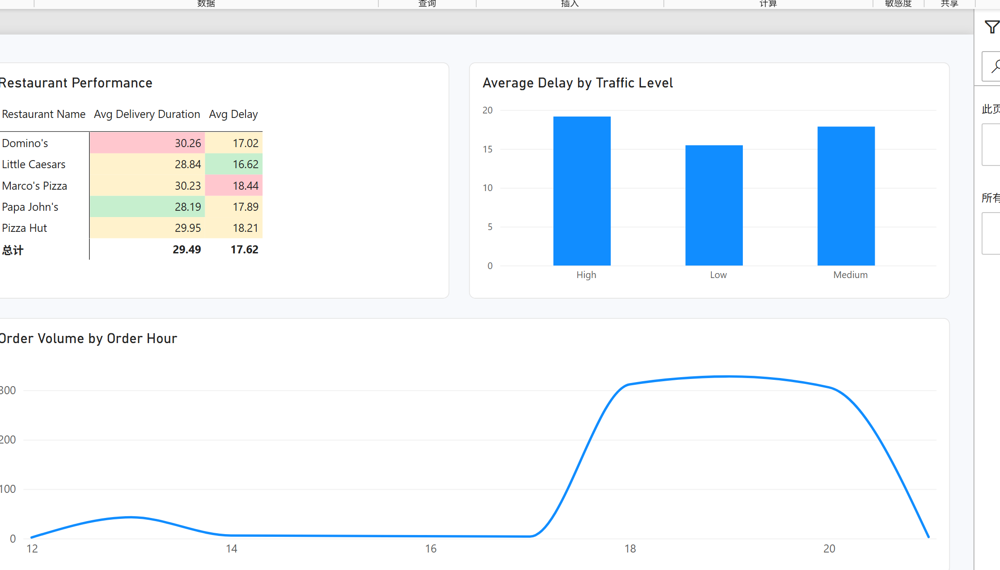 数据 查询 插入 计算 敏感度 共享
Restaurant Performance
Restaurant Name Avg Delivery Duration Avg Delay
Domino's 30.26 17.02
Little Caesars 28.84 16.62
Marco's Pizza 30.23 18.44
Papa John's 28.19 17.89
Pizza Hut 29.95 18.21
总计 29.49 17.62
Average Delay by Traffic Level
20
15
10
5
0
High Low Medium
Order Volume by Order Hour
300
200
100
0
12 14 16 18 20
此页
所有